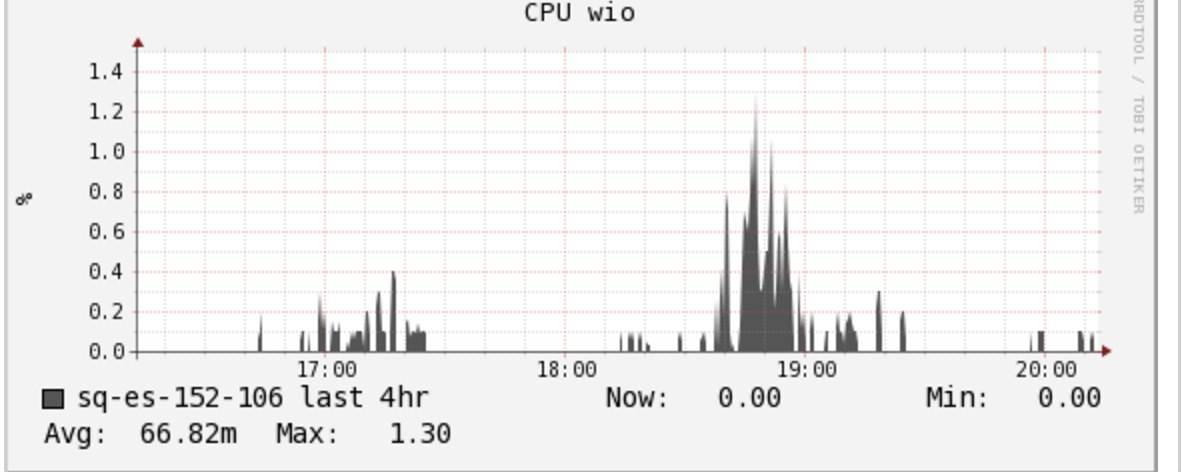 CPU wio
RRDTOOL / TOBI OETIKER
%
1.4
1.2
1.0
0.8
0.6
0.4
0.2
0.0
17:00 18:00 19:00 20:00
sq-es-152-106 last 4hr Now: 0.00 Min: 0.00
Avg: 66.82m Max: 1.30